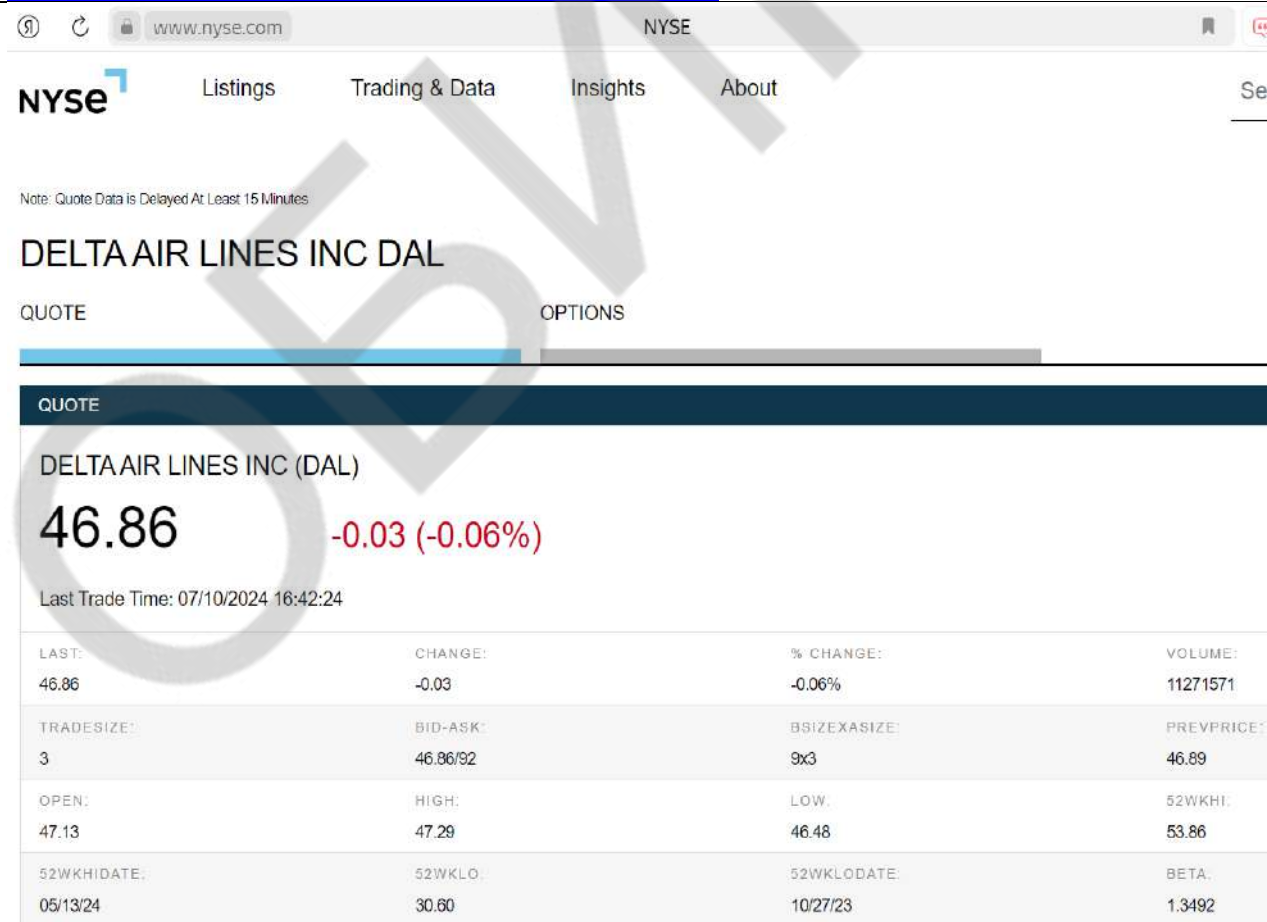 Я www.nyse.com NYSE
NYSE Listings Trading & Data Insights About Se
Note: Quote Data is Delayed At Least 15 Minutes
DELTA AIR LINES INC DAL
QUOTE OPTIONS
QUOTE
DELTA AIR LINES INC (DAL)
46.86 -0.03 (-0.06%)
Last Trade Time: 07/10/2024 16:42:24
LAST: CHANGE: % CHANGE: VOLUME:
46.86 -0.03 -0.06% 11271571
TRADESIZE: BID-ASK: BSIZEXASIZE: PREVPRICE:
3 46.86/92 9x3 46.89
OPEN: HIGH: LOW: 52WKHI:
47.13 47.29 46.48 53.86
52WKHIDATE: 52WKLO: 52WKLODATE: BETA:
05/13/24 30.60 10/27/23 1.3492